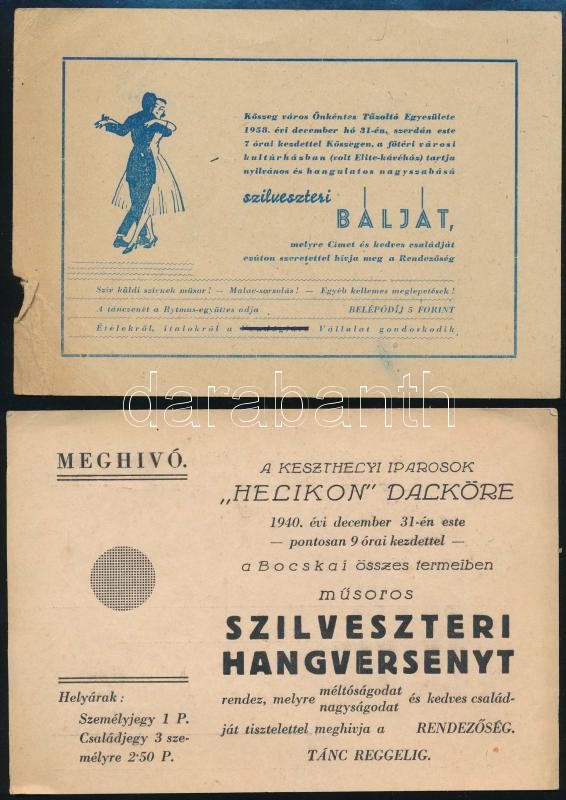 Kőszeg város Önkéntes Tűzoltó Egyesülete
1958. évi december hó 31-én, szerdán este
7 órai kezdettel Kőszegen, a főtéri városi
kultúrházban (volt Elite-kávéház) tartja
nyilvános és hangulatos nagyszabású
szilveszteri
BÁLJÁT,
melyre Címet és kedves családját
ezúton szeretettel hívja meg a Rendezőség
Szív küldi szívnek műsor! — Malac-sorsolás! — Egyéb kellemes meglepetések!
A tánczenét a Rytmus-együttes adja BELÉPŐDÍJ 5 FORINT
Ételekről, italokról a Vállalat gondoskodik
darabanth
MEGHIVÓ.
A KESZTHELYI IPAROSOK
„HELIKON" DALKÖRE
1940. évi december 31-én este
— pontosan 9 órai kezdettel —
a Bocskai összes termeiben
műsoros
SZILVESZTERI
HANGVERSENYT
rendez, melyre méltóságodat nagyságodat és kedves család-
ját tisztelettel meghivja a RENDEZŐSÉG.
TÁNC REGGELIG.
Helyárak:
Személyjegy 1 P.
Családjegy 3 sze-
mélyre 2·50 P.